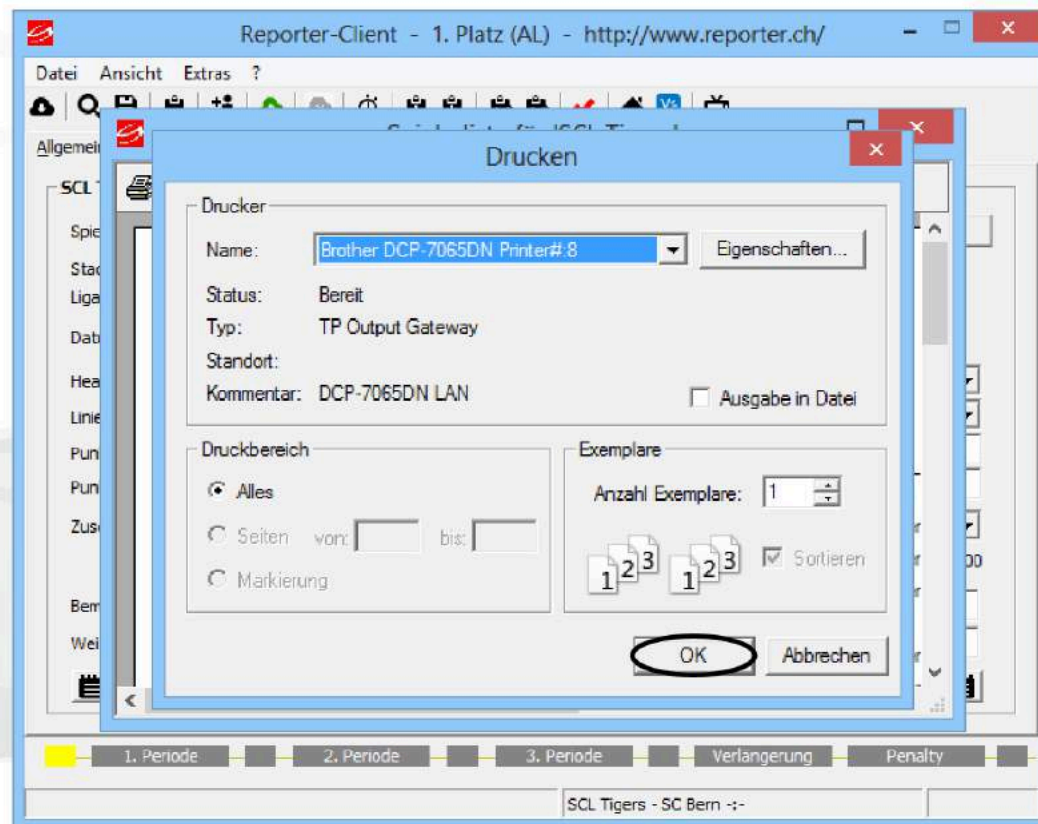 Reporter-Client - 1. Platz (AL) - http://www.reporter.ch/
Datei Ansicht Extras ?
Vs
Drucken
SCL
Drucker
Name: Brother DCP-7065DN Printer#:8 Eigenschaften...
Status: Bereit
Typ: TP Output Gateway
Standort:
Kommentar: DCP-7065DN LAN Ausgabe in Datei
Druckbereich
Alles
Seiten von: bis:
Markierung
Exemplare
Anzahl Exemplare: 1
1 2 3 1 2 3 Sortieren
OK Abbrechen
1. Periode 2. Periode 3. Periode Verlangerung Penalty
SCL Tigers - SC Bern -:-